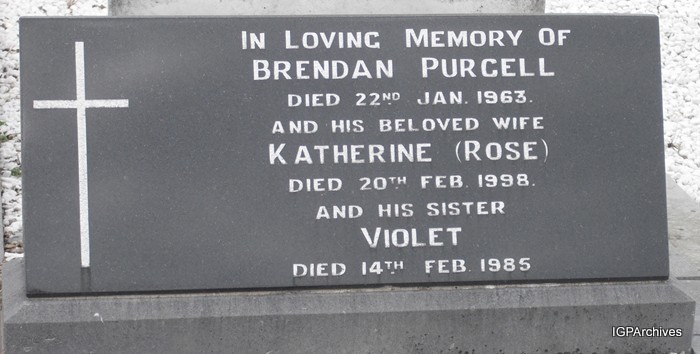 IN LOVING MEMORY OF
BRENDAN PURCELL
DIED 22ND JAN. 1963.
AND HIS BELOVED WIFE
KATHERINE (ROSE)
DIED 20TH FEB. 1998.
AND HIS SISTER
VIOLET
DIED 14TH FEB. 1985
IGPArchives